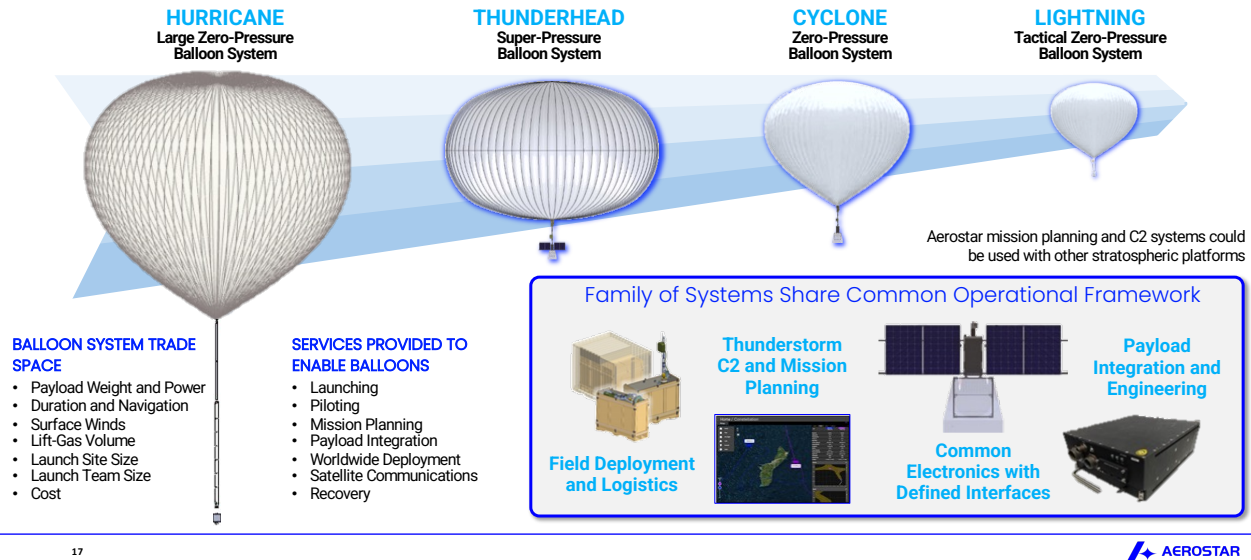 HURRICANE
Large Zero-Pressure
Balloon System
THUNDERHEAD
Super-Pressure
Balloon System
CYCLONE
Zero-Pressure
Balloon System
LIGHTNING
Tactical Zero-Pressure
Balloon System
Aerostar mission planning and C2 systems could
be used with other stratospheric platforms
BALLOON SYSTEM TRADE
SPACE
• Payload Weight and Power
• Duration and Navigation
• Surface Winds
• Lift-Gas Volume
• Launch Site Size
• Launch Team Size
• Cost
SERVICES PROVIDED TO
ENABLE BALLOONS
• Launching
• Piloting
• Mission Planning
• Payload Integration
• Worldwide Deployment
• Satellite Communications
• Recovery
Family of Systems Share Common Operational Framework
Field Deployment
and Logistics
Thunderstorm
C2 and Mission
Planning
Common
Electronics with
Defined Interfaces
Payload
Integration and
Engineering
17
AEROSTAR